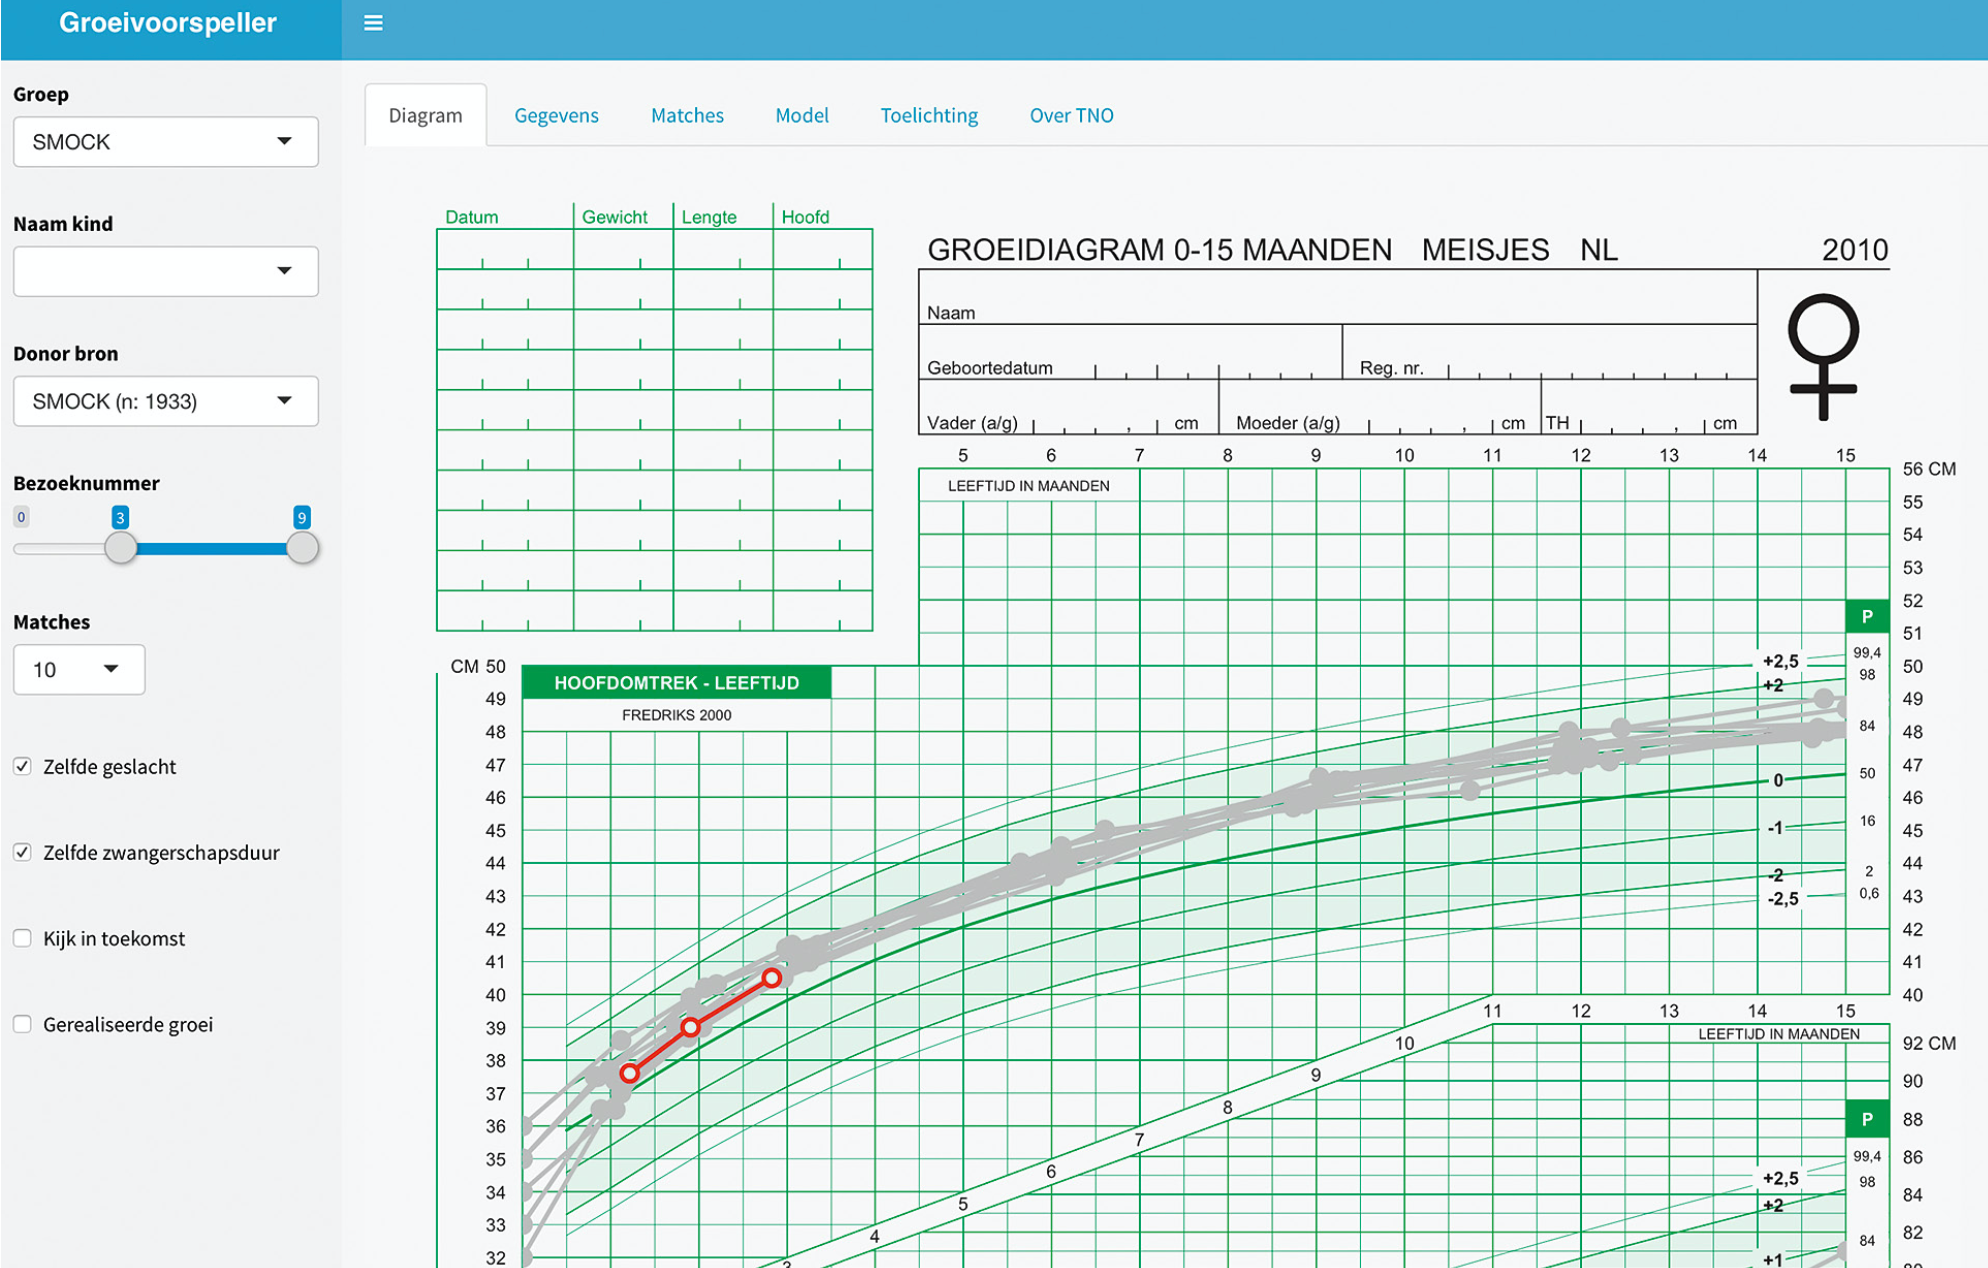 Groeivoorspeller
Groep
SMOCK
Naam kind
Donor bron
SMOCK (n: 1933)
Bezoeknummer
0 3 9
Matches
10
Zelfde geslacht
Zelfde zwangerschapsduur
Kijk in toekomst
Gerealiseerde groei
Diagram Gegevens Matches Model Toelichting Over TNO
Datum Gewicht Lengte Hoofd
GROEIDIAGRAM 0-15 MAANDEN MEISJES NL 2010
Naam
Geboortedatum Reg. nr.
Vader (a/g) , cm Moeder (a/g) , cm TH , cm
5 6 7 8 9 10 11 12 13 14 15
LEEFTIJD IN MAANDEN
56 CM
55
54
53
52
51
50
49
48
47
46
45
44
43
42
41
40
P
99,4
98
84
50
16
2
0,6
+2,5
+2
0
-1
-2
-2,5
CM 50
49
48
47
46
45
44
43
42
41
40
39
38
37
36
35
34
33
32
HOOFDOMTREK - LEEFTIJD
FREDRIKS 2000
3 4 5 6 7 8 9 10 11 12 13 14 15
LEEFTIJD IN MAANDEN
92 CM
90
88
86
84
82
P
99,4
98
84
+2,5
+2
+1